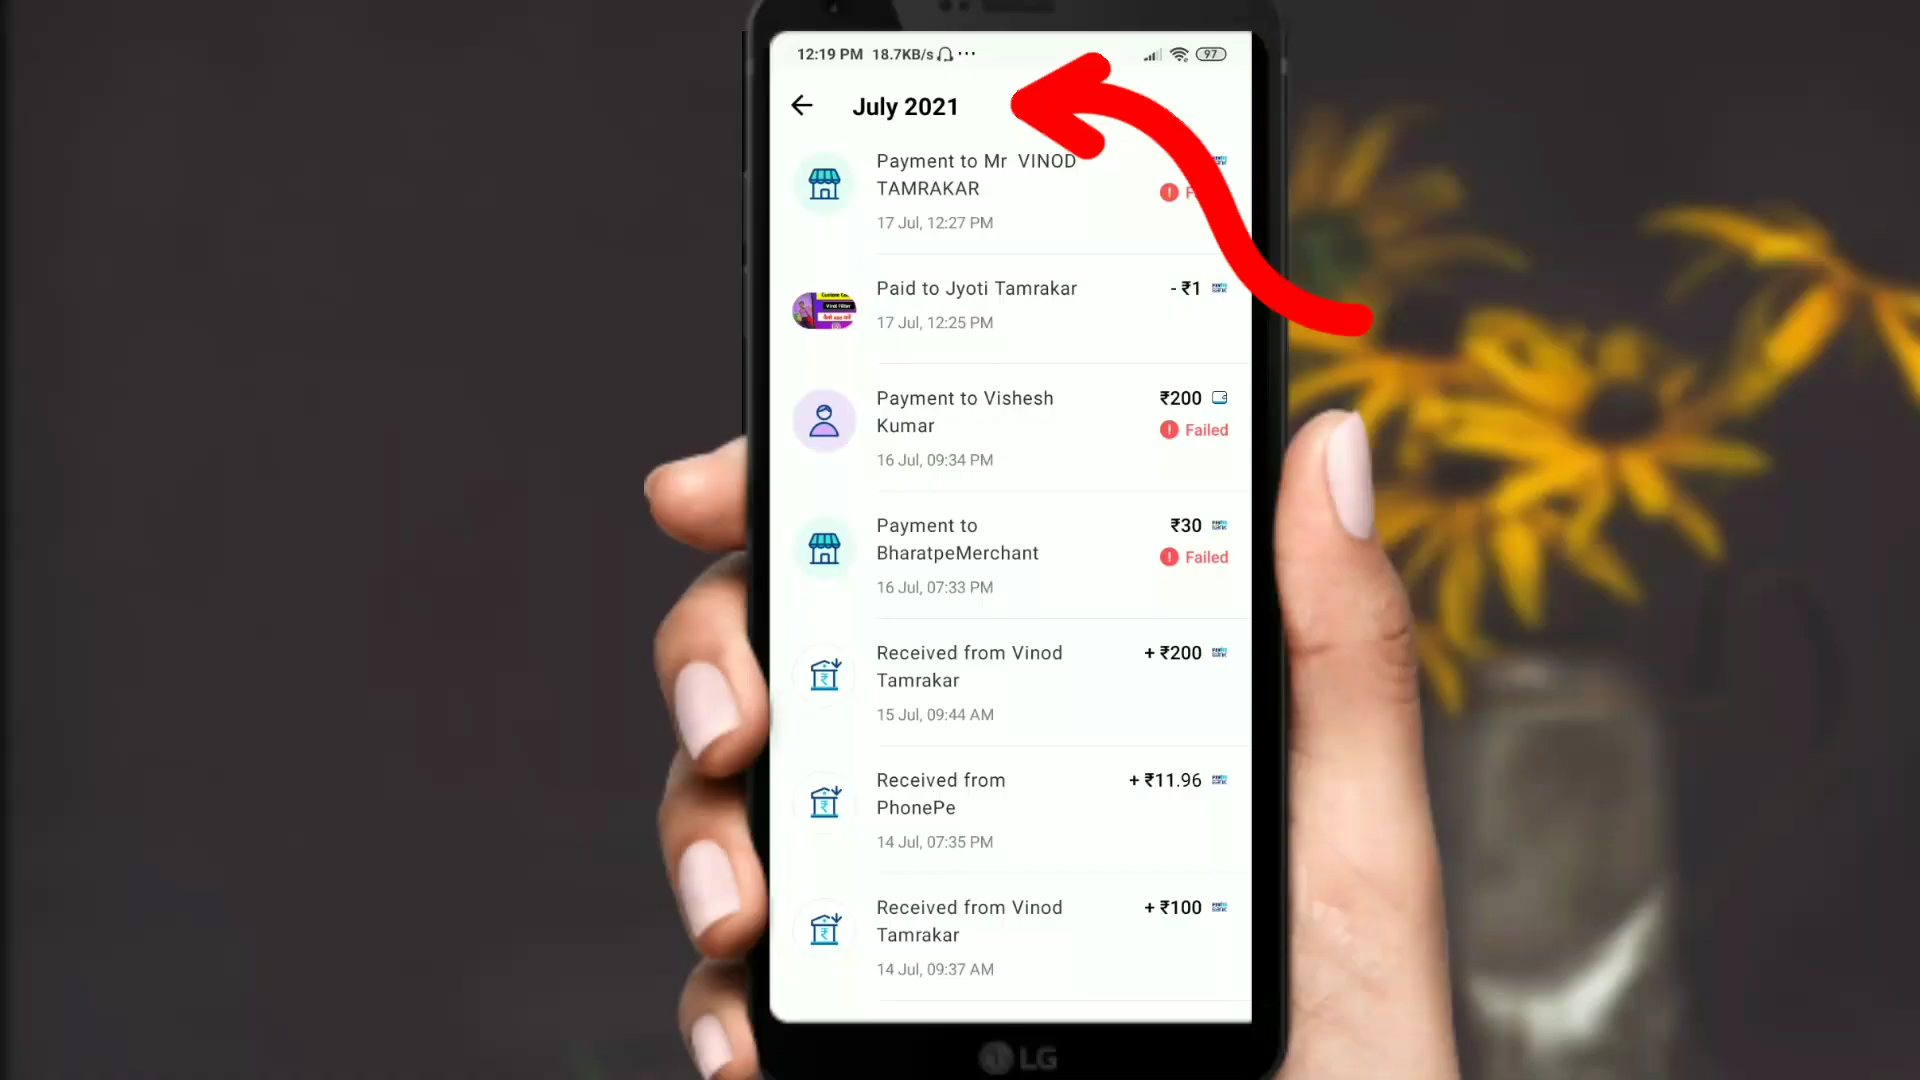 12:19 PM 18.7KB/s ... 97
July 2021
Payment to Mr VINOD
TAMRAKAR
17 Jul, 12:27 PM
Paid to Jyoti Tamrakar - ₹1
17 Jul, 12:25 PM
Payment to Vishesh ₹200
Kumar Failed
16 Jul, 09:34 PM
Payment to ₹30
BharatpeMerchant Failed
16 Jul, 07:33 PM
Received from Vinod + ₹200
Tamrakar
15 Jul, 09:44 AM
Received from + ₹11.96
PhonePe
14 Jul, 07:35 PM
Received from Vinod + ₹100
Tamrakar
14 Jul, 09:37 AM
LG